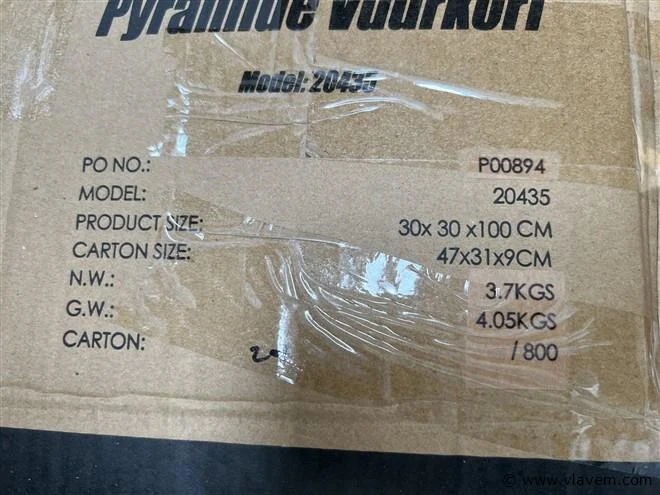 Pyramide Vuurkorf
Model: 20435
PO NO.: P00894
MODEL: 20435
PRODUCT SIZE: 30x 30 x100 CM
CARTON SIZE: 47x31x9CM
N.W.: 3.7KGS
G.W.: 4.05KGS
CARTON: / 800
© www.vlavem.com